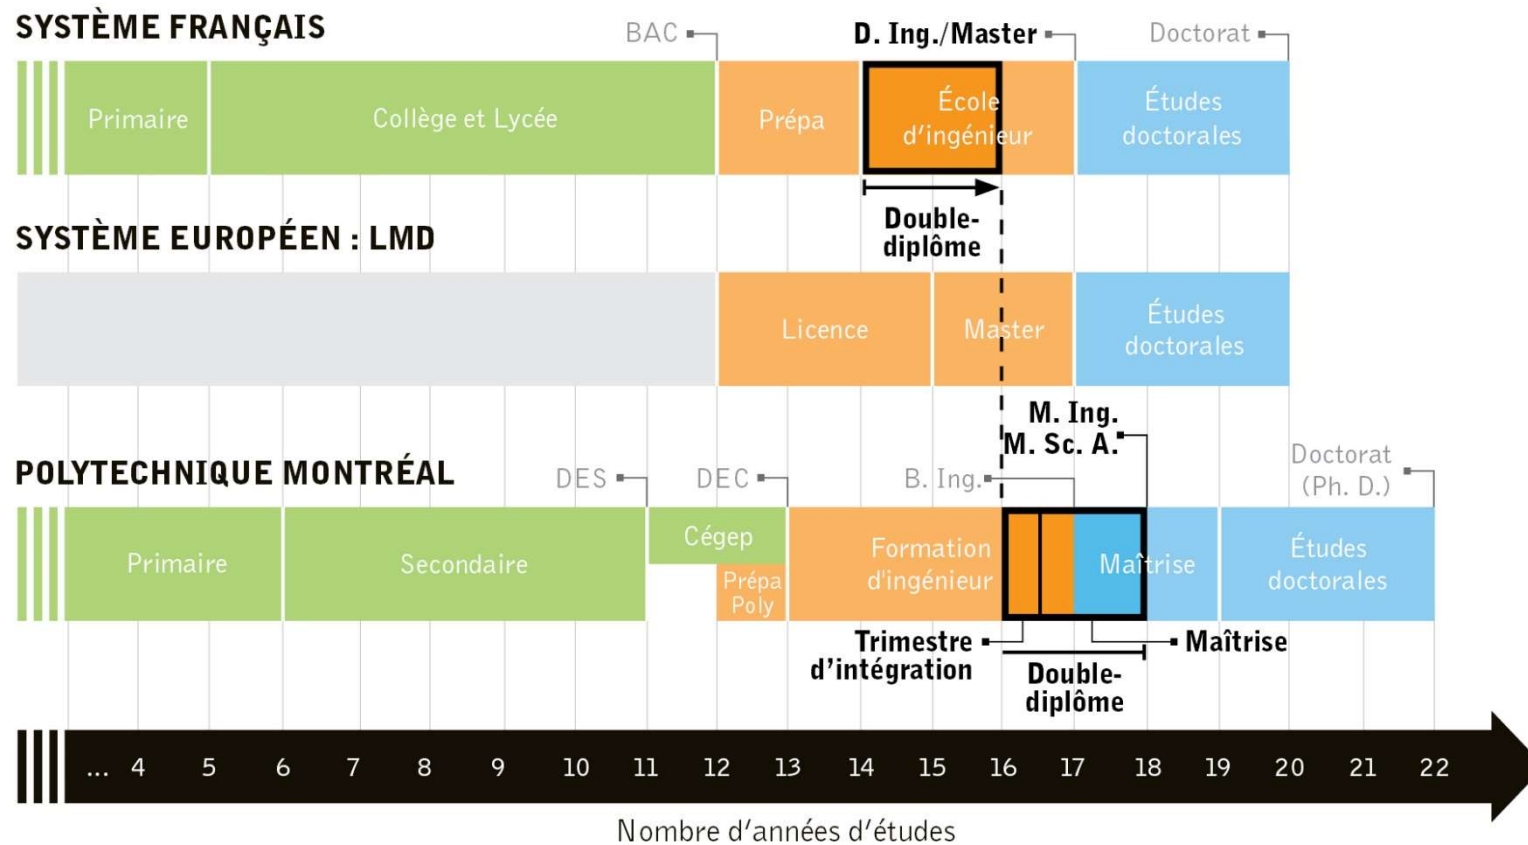 SYSTÈME FRANÇAIS
BAC
D. Ing./Master
Doctorat
Primaire
Collège et Lycée
Prépa
École
d'ingénieur
Études
doctorales
Double-
diplôme
SYSTÈME EUROPÉEN : LMD
Licence
Master
Études
doctorales
M. Ing.
M. Sc. A.
POLYTECHNIQUE MONTRÉAL
DES
DEC
B. Ing.
Doctorat
(Ph. D.)
Primaire
Secondaire
Cégep
Prépa
Poly
Formation
d'ingénieur
Maîtrise
Études
doctorales
Trimestre
d'intégration
Maîtrise
Double-
diplôme
... 4 5 6 7 8 9 10 11 12 13 14 15 16 17 18 19 20 21 22
Nombre d'années d'études